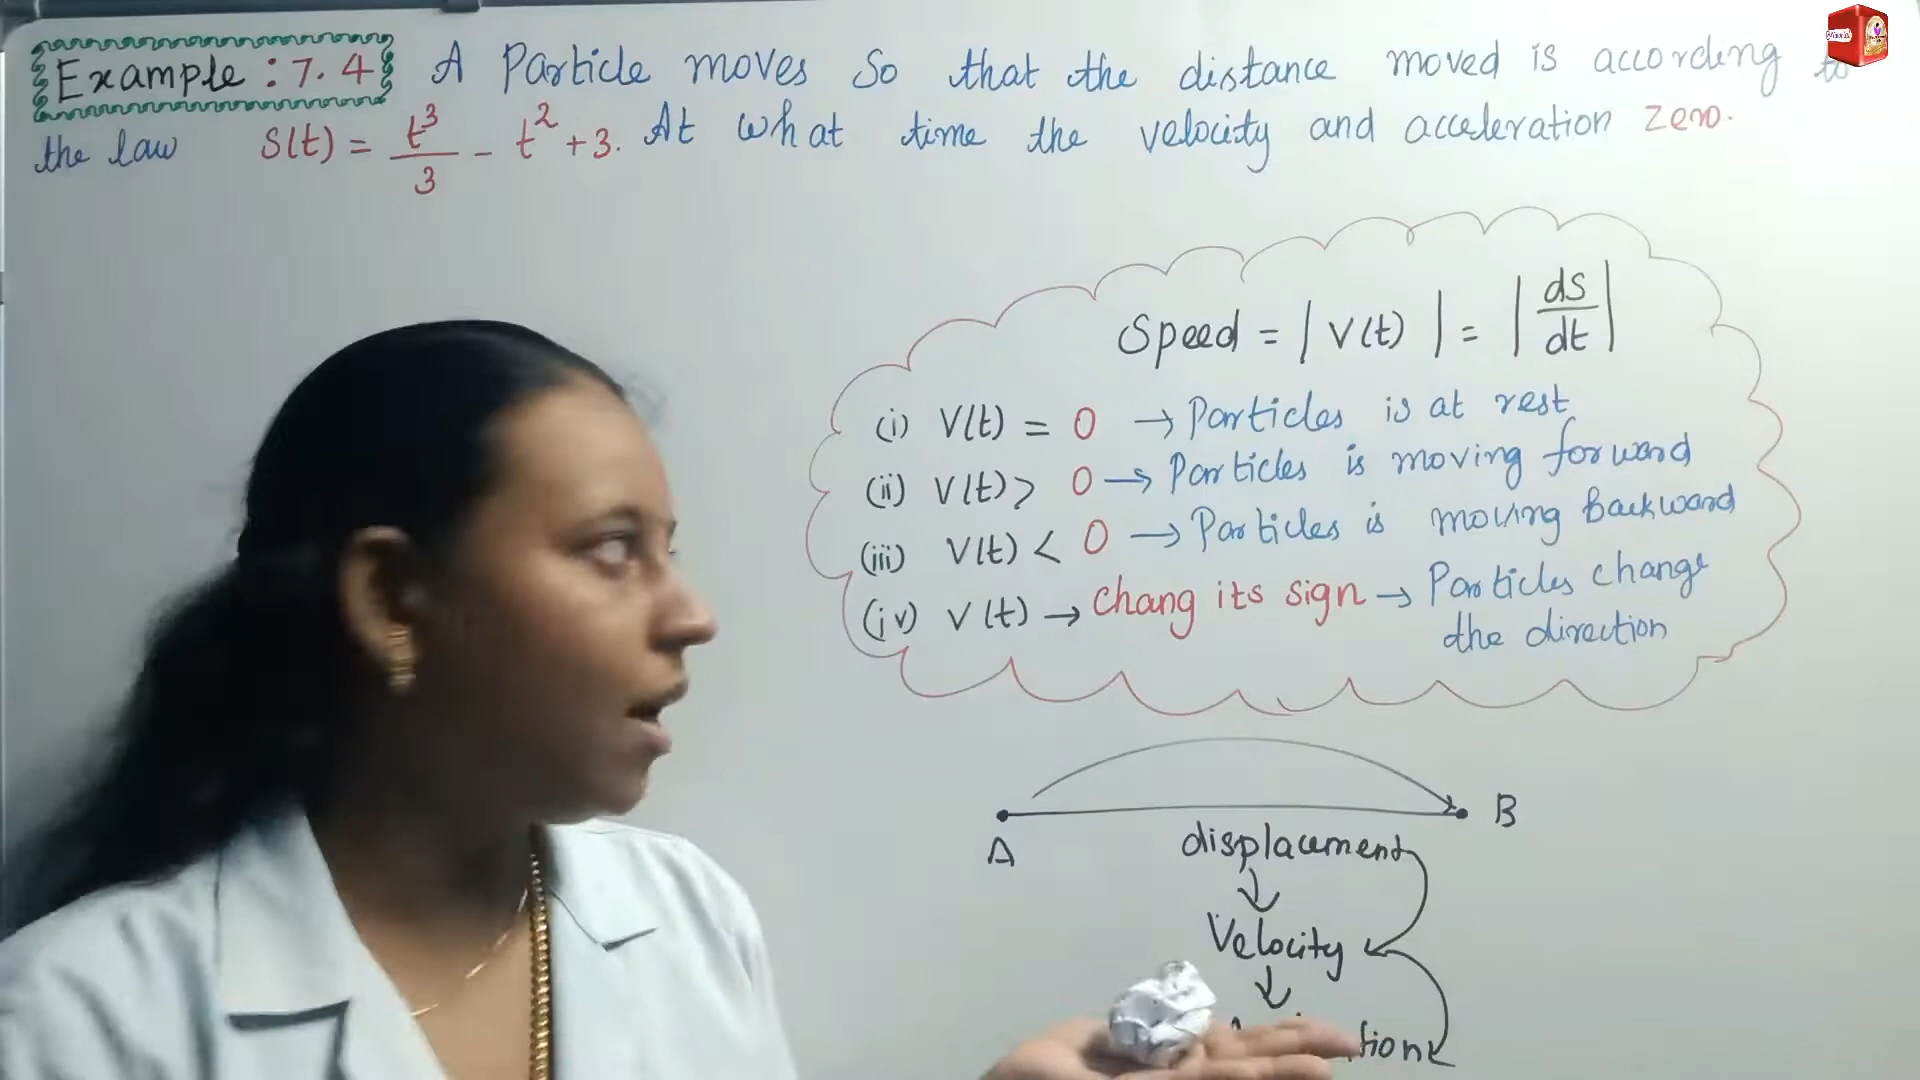 Example : 7.4 A Particle moves So that the distance moved is according to
the law S(t) = t³/3 - t² + 3. At what time the velocity and acceleration zero.
Speed = | V(t) | = | ds/dt |
(i) V(t) = 0 → Particles is at rest
(ii) V(t) > 0 → Particles is moving forward
(iii) V(t) < 0 → Particles is moving backward
(iv) V(t) → Chang its sign → Particles change
the direction
A B
displacement
↓
Velocity
↓